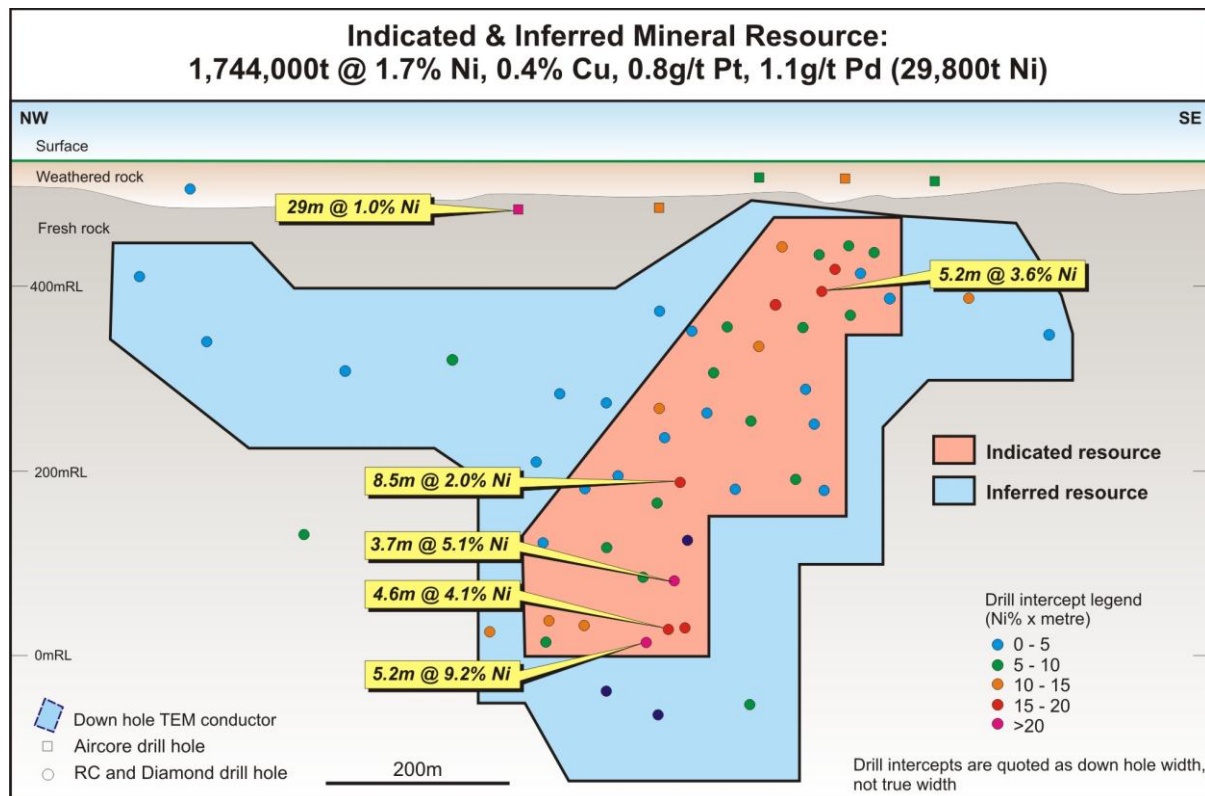 Indicated & Inferred Mineral Resource:
1,744,000t @ 1.7% Ni, 0.4% Cu, 0.8g/t Pt, 1.1g/t Pd (29,800t Ni)
NW
SE
Surface
Weathered rock
29m @ 1.0% Ni
Fresh rock
5.2m @ 3.6% Ni
400mRL
Indicated resource
200mRL
8.5m @ 2.0% Ni
Inferred resource
3.7m @ 5.1% Ni
4.6m @ 4.1% Ni
0mRL
5.2m @ 9.2% Ni
Drill intercept legend
(Ni% x metre)
0 - 5
5 - 10
10 - 15
15 - 20
>20
Down hole TEM conductor
Aircore drill hole
RC and Diamond drill hole
200m
Drill intercepts are quoted as down hole width,
not true width